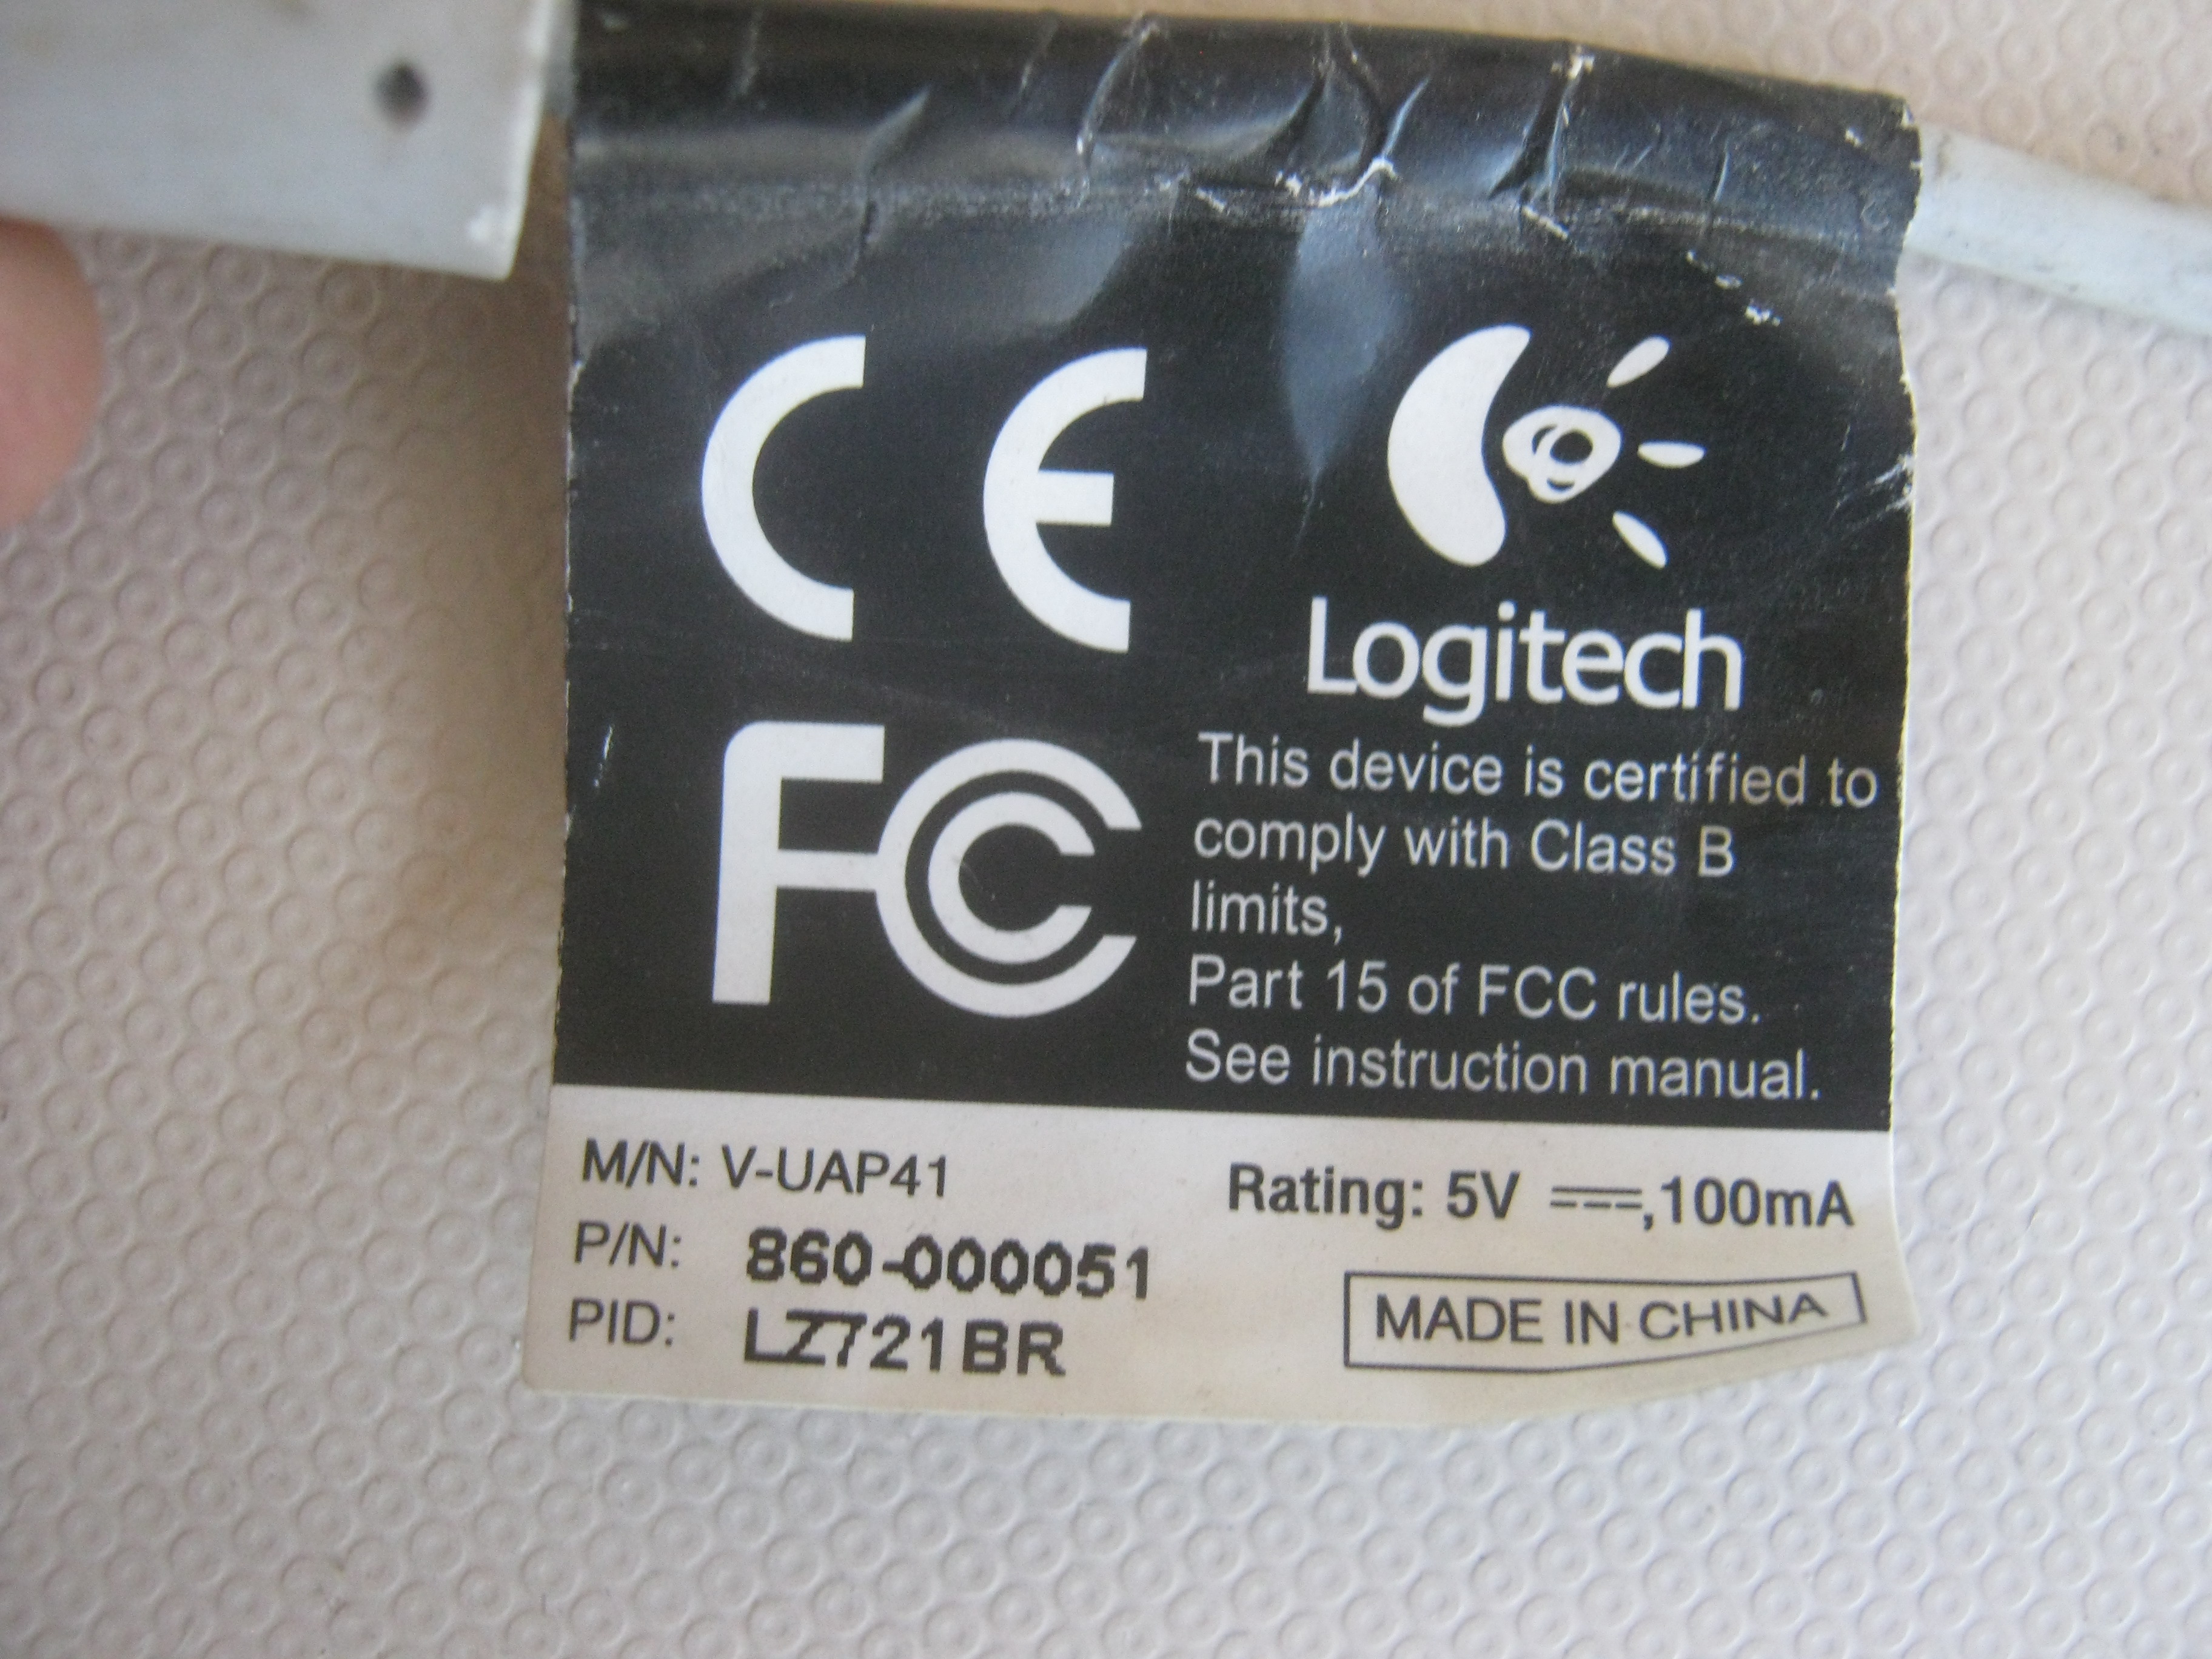 CE
Logitech
FCC
This device is certified to
comply with Class B
limits,
Part 15 of FCC rules.
See instruction manual.
M/N: V-UAP41
Rating: 5V ⎓,100mA
P/N: 860-000051
PID: LZ721BR
MADE IN CHINA